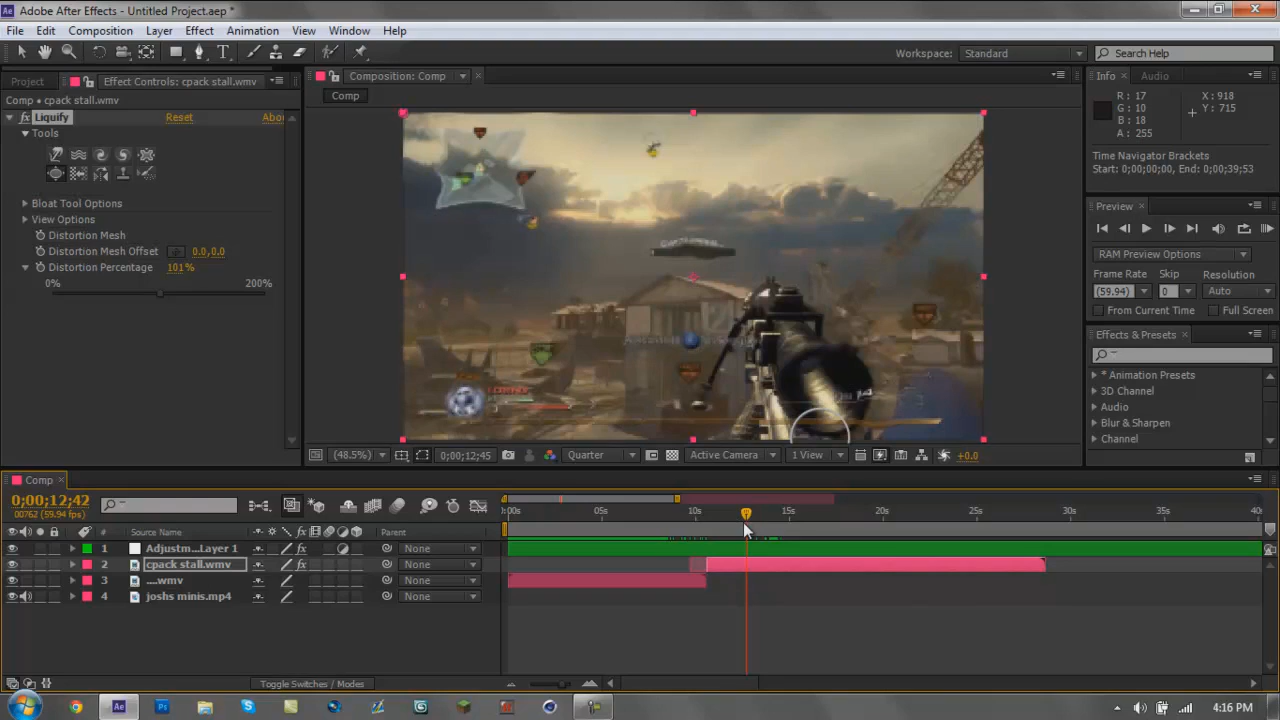 Adobe After Effects - Untitled Project.aep *
File Edit Composition Layer Effect Animation View Window Help
Workspace: Standard Search Help
Project Effect Controls: cpack stall.wmv
Composition: Comp
Info Audio
Comp • cpack stall.wmv
Comp
fx Liquify Reset Abo
Tools
Bloat Tool Options
View Options
Distortion Mesh
Distortion Mesh Offset 0.0,0.0
Distortion Percentage 101%
0% 200%
R : 17
G : 10
B : 18
A : 255
X : 918
Y : 715
Time Navigator Brackets
Start: 0;00;00;00, End: 0;00;39;53
Preview
RAM Preview Options
Frame Rate Skip Resolution
(59.94) 0 Auto
From Current Time Full Screen
Effects & Presets
* Animation Presets
3D Channel
Audio
Blur & Sharpen
Channel
(48.5%) 0;00;12;45 Quarter Active Camera 1 View +0.0
Comp
0;00;12;42
00762 (59.94 fps)
:00s 05s 10s 15s 20s 25s 30s 35s 40s
# Source Name Parent
1 Adjustm...Layer 1 fx None
2 cpack stall.wmv fx None
3 ....wmv None
4 joshs minis.mp4 None
Toggle Switches / Modes
4:16 PM